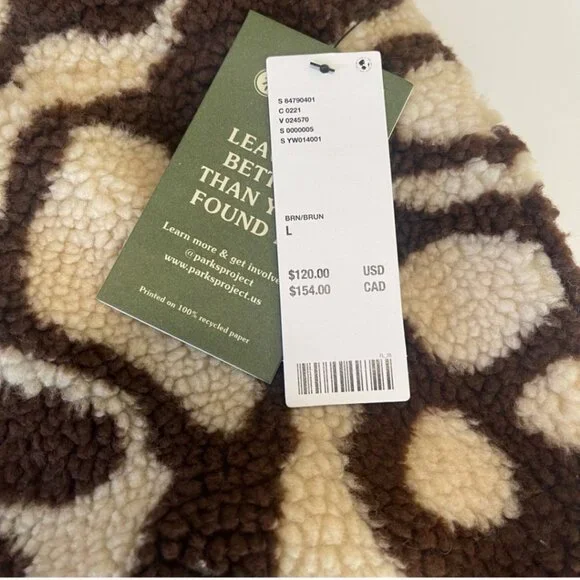 LEA
BETT
THAN Y
FOUND
Learn more & get involve
@parksproject
www.parksproject.us
Printed on 100% recycled paper
S 84790401
C 0221
V 024570
S 0000005
S YW014001
BRN/BRUN
L
$120.00 USD
$154.00 CAD